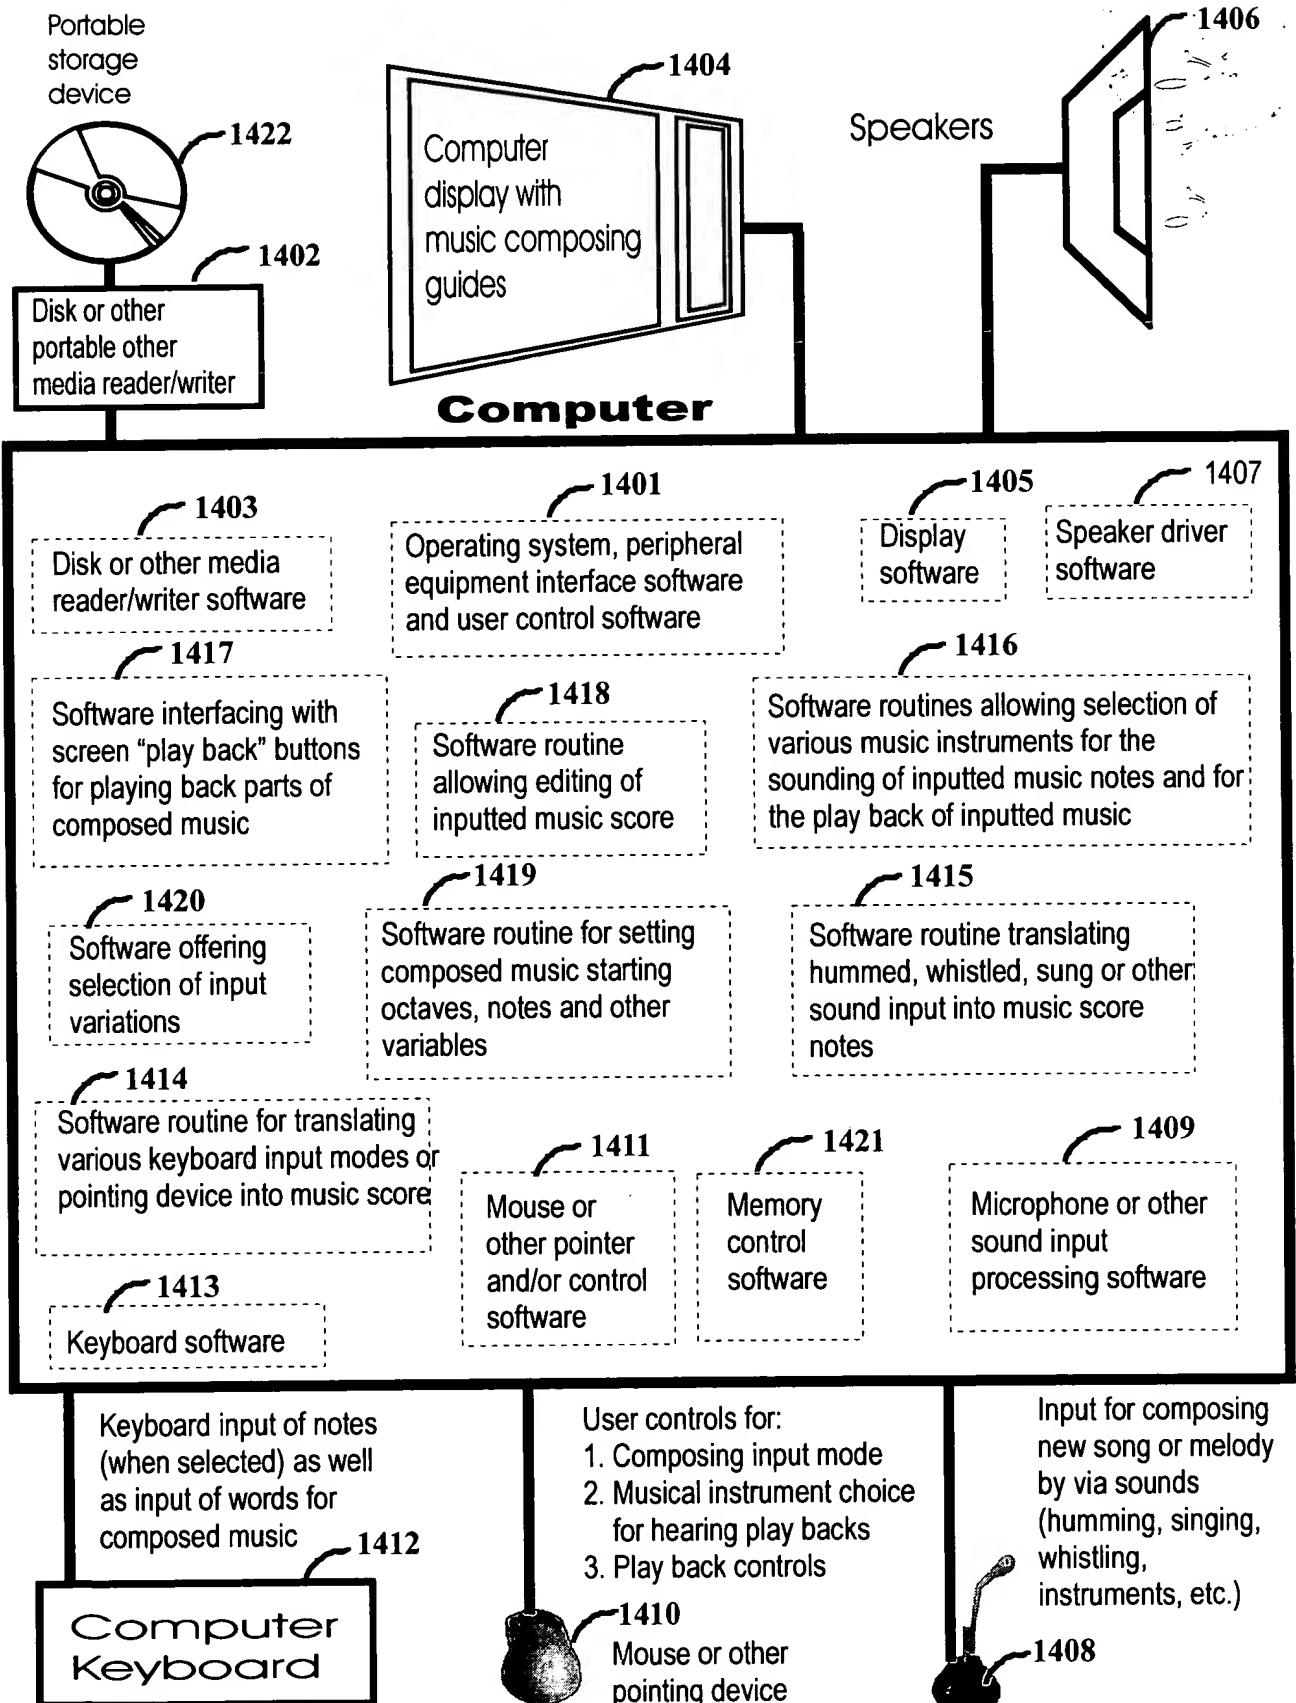 Portable
storage
device
1422
1402
Disk or other
portable other
media reader/writer
1404
Computer
display with
music composing
guides
1406
Speakers
Computer
1403
Disk or other media
reader/writer software
1401
Operating system, peripheral
equipment interface software
and user control software
1405
Display
software
1407
Speaker driver
software
1417
Software interfacing with
screen “play back” buttons
for playing back parts of
composed music
1418
Software routine
allowing editing of
inputted music score
1416
Software routines allowing selection of
various music instruments for the
sounding of inputted music notes and for
the play back of inputted music
1420
Software offering
selection of input
variations
1419
Software routine for setting
composed music starting
octaves, notes and other
variables
1415
Software routine translating
hummed, whistled, sung or other
sound input into music score
notes
1414
Software routine for translating
various keyboard input modes or
pointing device into music score
1411
Mouse or
other pointer
and/or control
software
1421
Memory
control
software
1409
Microphone or other
sound input
processing software
1413
Keyboard software
Keyboard input of notes
(when selected) as well
as input of words for
composed music
1412
Computer
Keyboard
User controls for:
1. Composing input mode
2. Musical instrument choice
for hearing play backs
3. Play back controls
1410
Mouse or other
pointing device
Input for composing
new song or melody
by via sounds
(humming, singing,
whistling,
instruments, etc.)
1408